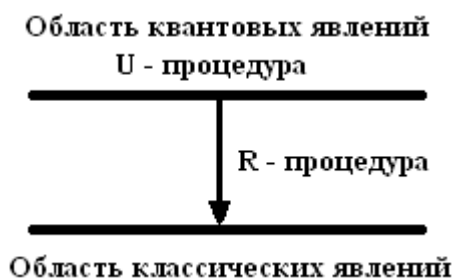 Область квантовых явлений
U - процедура
R - процедура
Область классических явлений